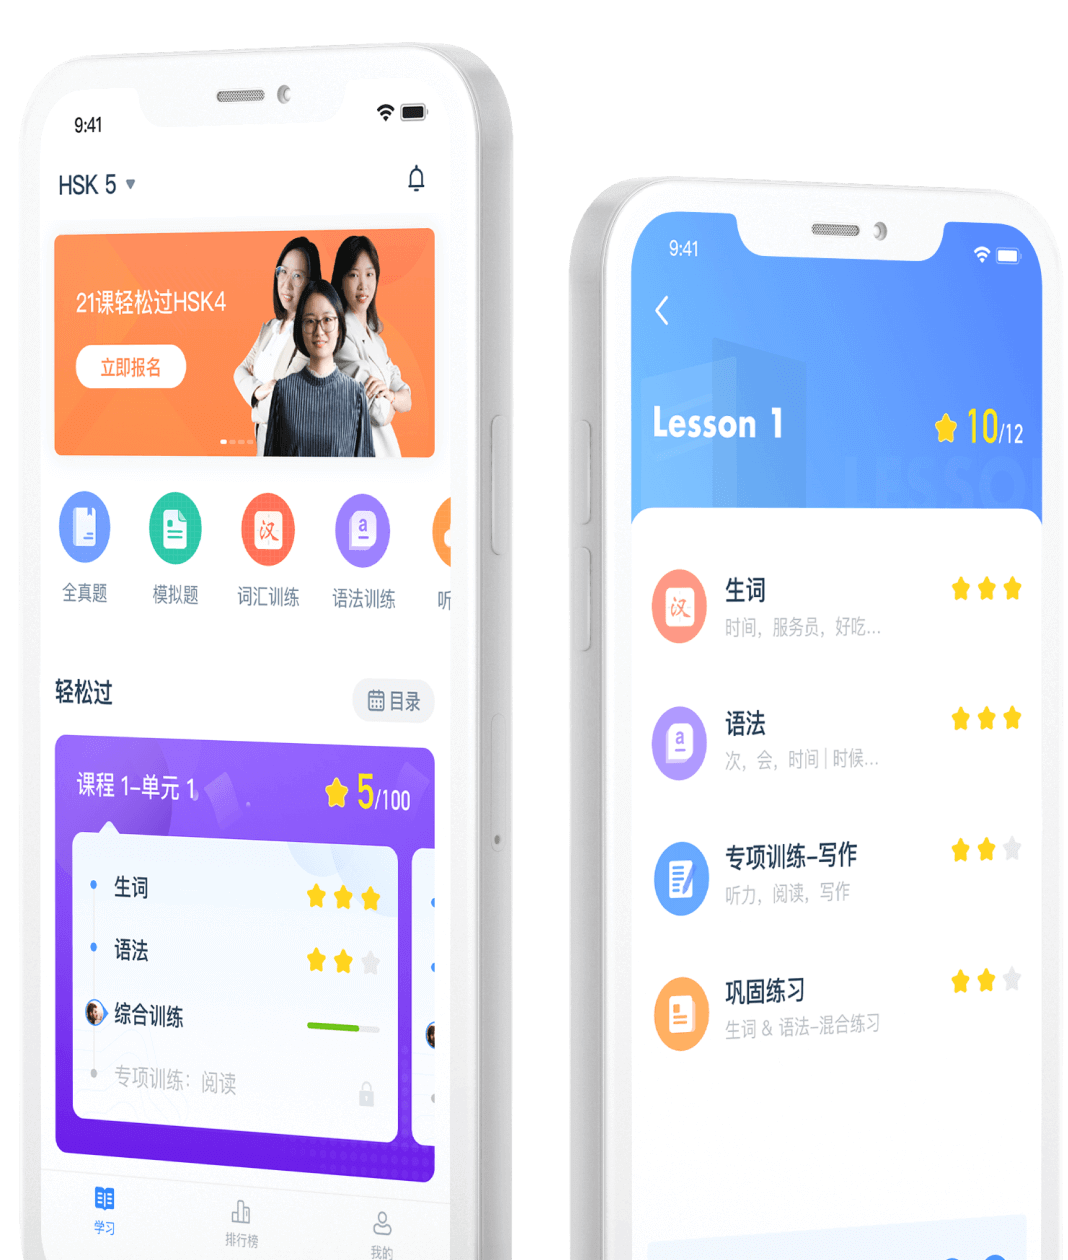 9:41
HSK 5
21课轻松过HSK4
立即报名
全真题
模拟题
词汇训练
语法训练
听
轻松过
目录
课程 1-单元 1
5/100
生词
语法
综合训练
专项训练：阅读
学习
排行榜
我的
9:41
Lesson 1
10/12
LESSO
汉
生词
时间，服务员，好吃...
a
语法
次，会，时间 | 时候...
专项训练-写作
听力，阅读，写作
巩固练习
生词 & 语法-混合练习